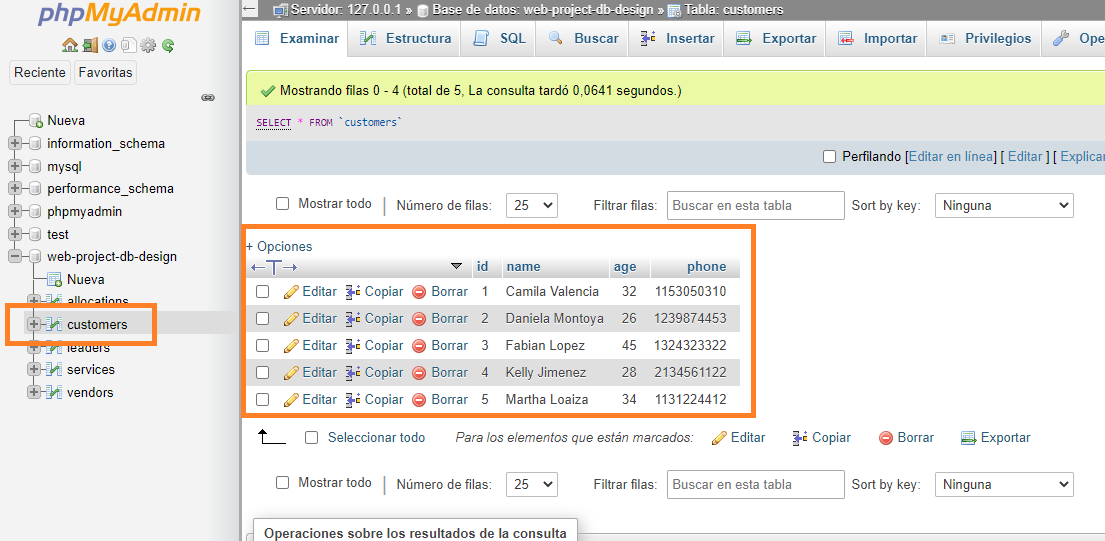 phpMyAdmin
Reciente Favoritas
Nueva
information_schema
mysql
performance_schema
phpmyadmin
test
web-project-db-design
Nueva
allocations
customers
leaders
services
vendors
Servidor: 127.0.0.1 » Base de datos: web-project-db-design » Tabla: customers
Examinar Estructura SQL Buscar Insertar Exportar Importar Privilegios Ope
Mostrando filas 0 - 4 (total de 5, La consulta tardó 0,0641 segundos.)
SELECT * FROM `customers`
Perfilando [Editar en línea] [ Editar ] [ Explicar
Mostrar todo Número de filas: 25 Filtrar filas: Buscar en esta tabla Sort by key: Ninguna
+ Opciones
←T→ id name age phone
Editar Copiar Borrar 1 Camila Valencia 32 1153050310
Editar Copiar Borrar 2 Daniela Montoya 26 1239874453
Editar Copiar Borrar 3 Fabian Lopez 45 1324323322
Editar Copiar Borrar 4 Kelly Jimenez 28 2134561122
Editar Copiar Borrar 5 Martha Loaiza 34 1131224412
Seleccionar todo Para los elementos que están marcados: Editar Copiar Borrar Exportar
Mostrar todo Número de filas: 25 Filtrar filas: Buscar en esta tabla Sort by key: Ninguna
Operaciones sobre los resultados de la consulta